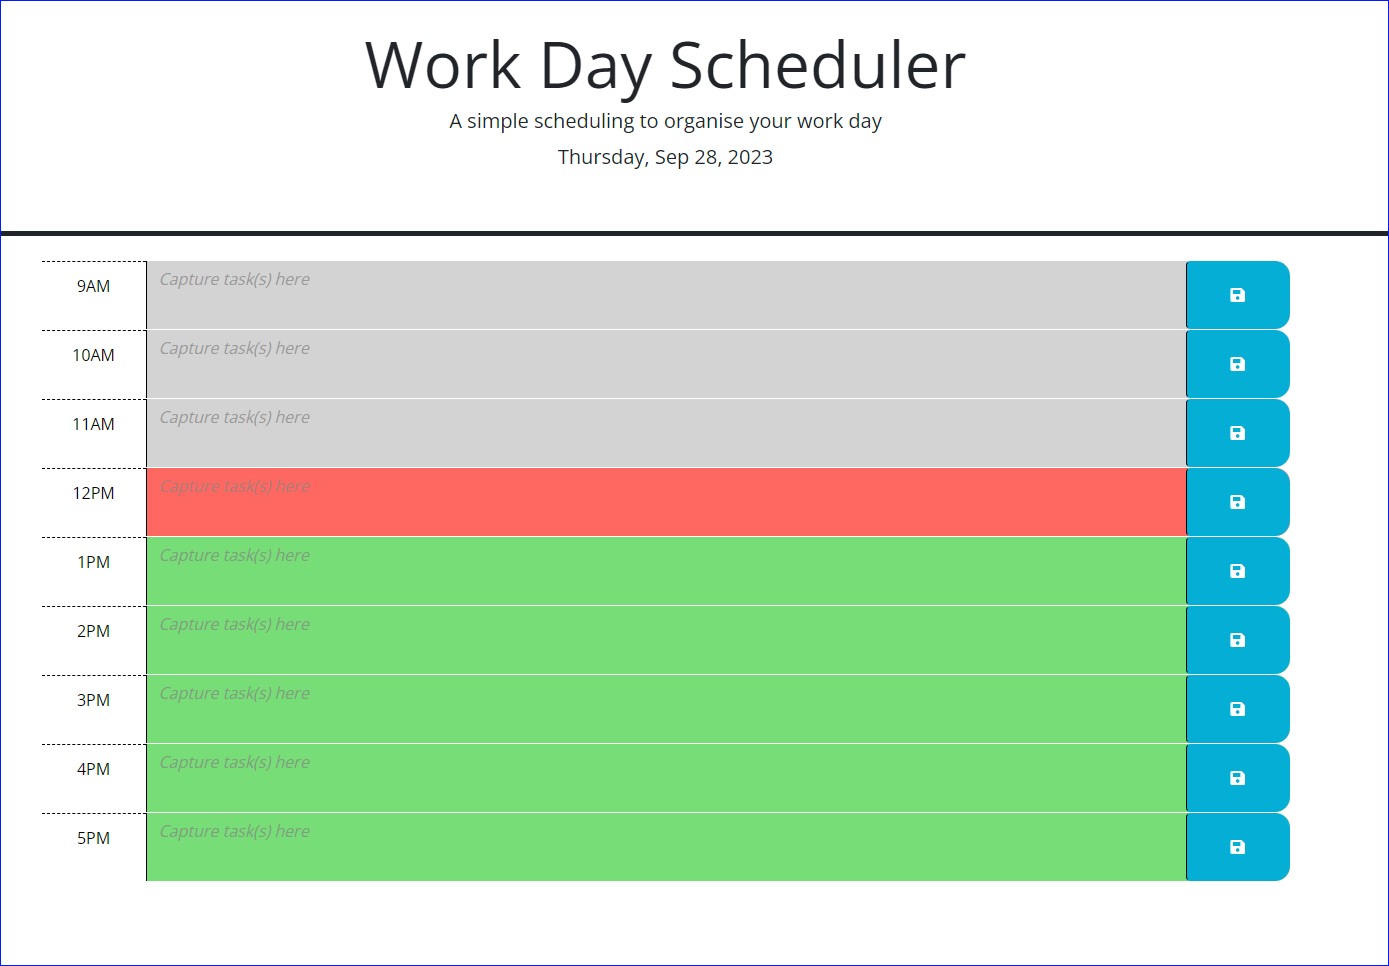 Work Day Scheduler
A simple scheduling to organise your work day
Thursday, Sep 28, 2023
9AM Capture task(s) here
10AM Capture task(s) here
11AM Capture task(s) here
12PM Capture task(s) here
1PM Capture task(s) here
2PM Capture task(s) here
3PM Capture task(s) here
4PM Capture task(s) here
5PM Capture task(s) here